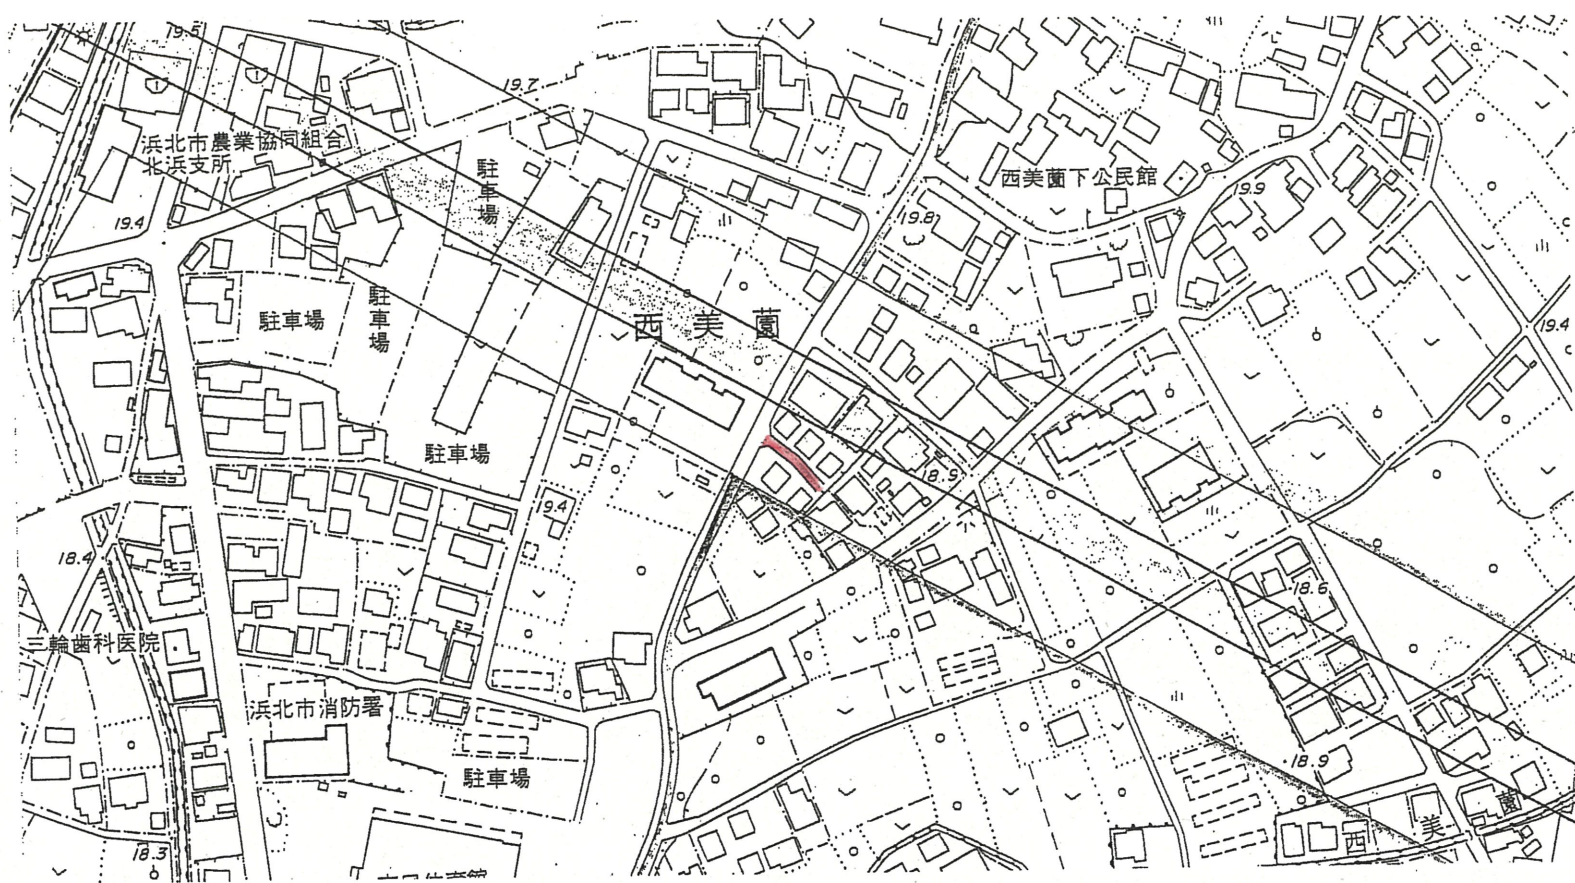 19.5
19.7
浜北市農業協同組合
北浜支所
駐車場
西美薗下公民館
19.9
19.8
19.4
駐車場
駐車場
西美薗
19.4
駐車場
18.9
19.4
18.4
18.6
三輪歯科医院
浜北市消防署
駐車場
18.9
西美薗
18.3